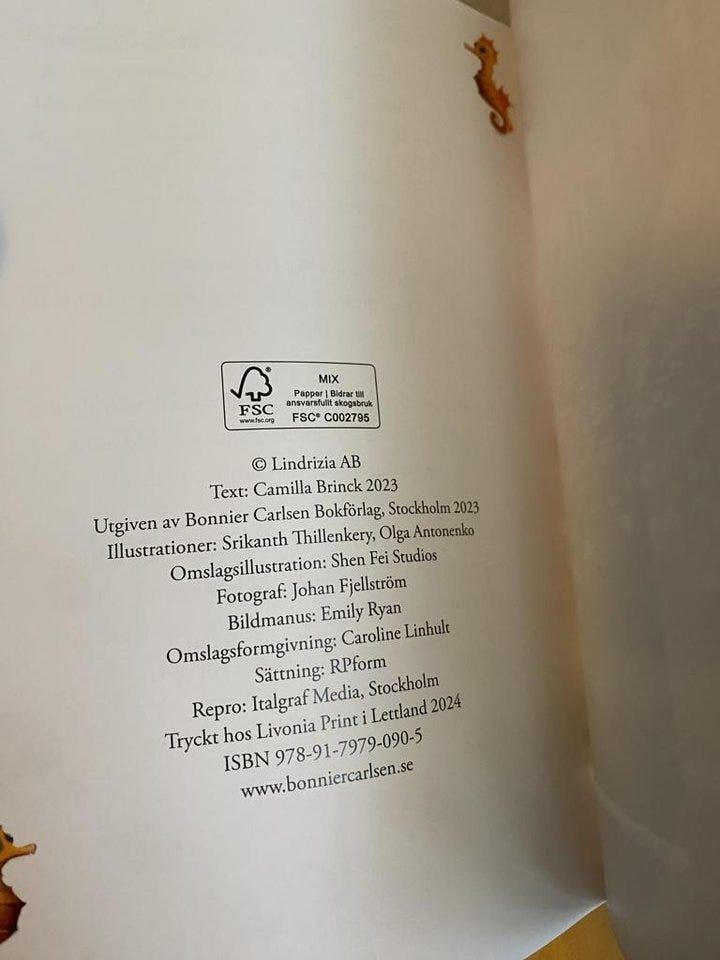 MIX
Papper | Bidrar till
ansvarsfullt skogsbruk
FSC® C002795
®
FSC
www.fsc.org
© Lindrizia AB
Text: Camilla Brinck 2023
Utgiven av Bonnier Carlsen Bokförlag, Stockholm 2023
Illustrationer: Srikanth Thillenkery, Olga Antonenko
Omslagsillustration: Shen Fei Studios
Fotograf: Johan Fjellström
Bildmanus: Emily Ryan
Omslagsformgivning: Caroline Linhult
Sättning: RPform
Repro: Italgraf Media, Stockholm
Tryckt hos Livonia Print i Lettland 2024
ISBN 978-91-7979-090-5
www.bonniercarlsen.se